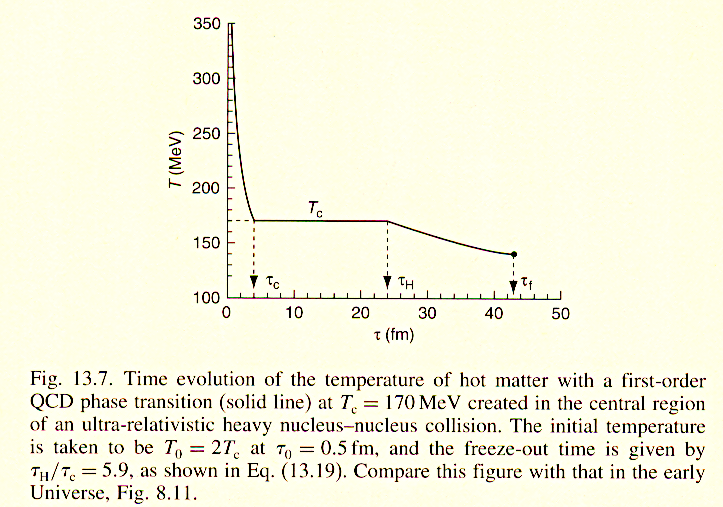 350
300
250
200
150
100
T (MeV)
T_c
τ_c
τ_H
τ_f
0
10
20
30
40
50
τ (fm)
Fig. 13.7. Time evolution of the temperature of hot matter with a first-order
QCD phase transition (solid line) at T_c = 170 MeV created in the central region
of an ultra-relativistic heavy nucleus–nucleus collision. The initial temperature
is taken to be T_0 = 2T_c at τ_0 = 0.5 fm, and the freeze-out time is given by
τ_H/τ_c = 5.9, as shown in Eq. (13.19). Compare this figure with that in the early
Universe, Fig. 8.11.